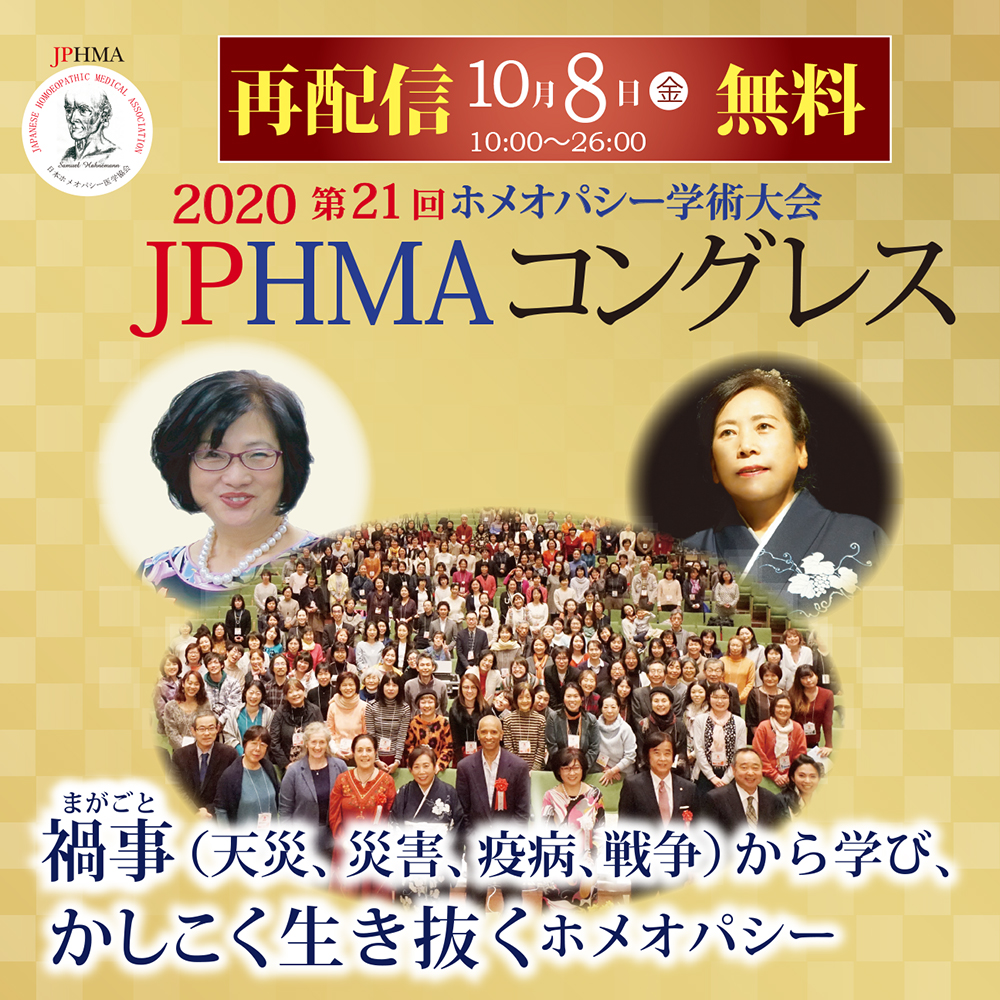 JPHMA
JAPANESE HOMOEOPATHIC MEDICAL ASSOCIATION
Samuel Hahnemann
日本ホメオパシー医学協会
再配信 10月8日㊎ 無料
10:00〜26:00
2020 第21回 ホメオパシー学術大会
JPHMAコングレス
まがごと
禍事（天災、災害、疫病、戦争）から学び、
かしこく生き抜くホメオパシー